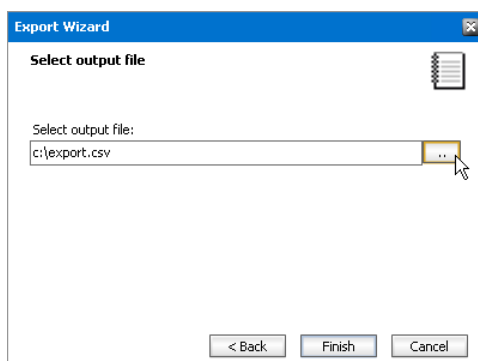 Export Wizard
Select output file
Select output file:
c:\export.csv
..
< Back Finish Cancel